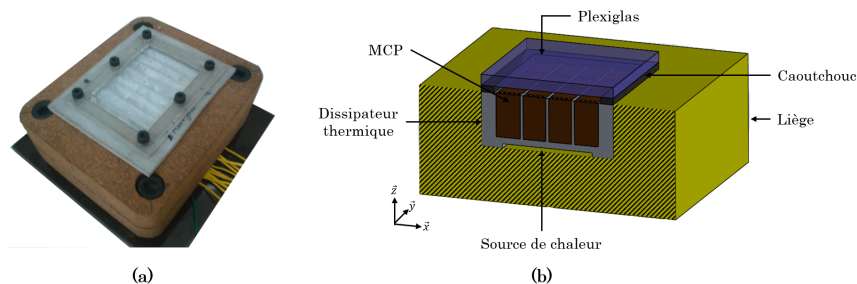 Plexiglas
MCP
Caoutchouc
Dissipateur
thermique
Liège
z
y
x
Source de chaleur
(a)
(b)